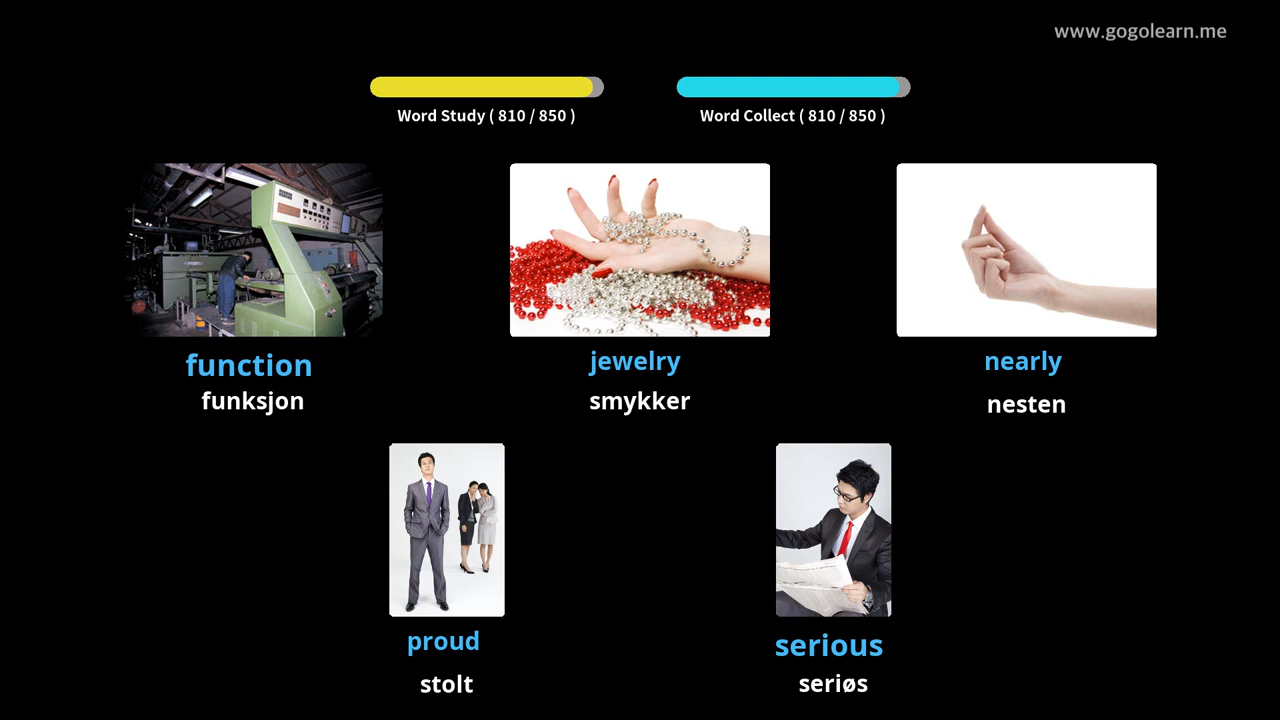 www.gogolearn.me
Word Study ( 810 / 850 )
Word Collect ( 810 / 850 )
function
funksjon
jewelry
smykker
nearly
nesten
proud
stolt
serious
seriøs